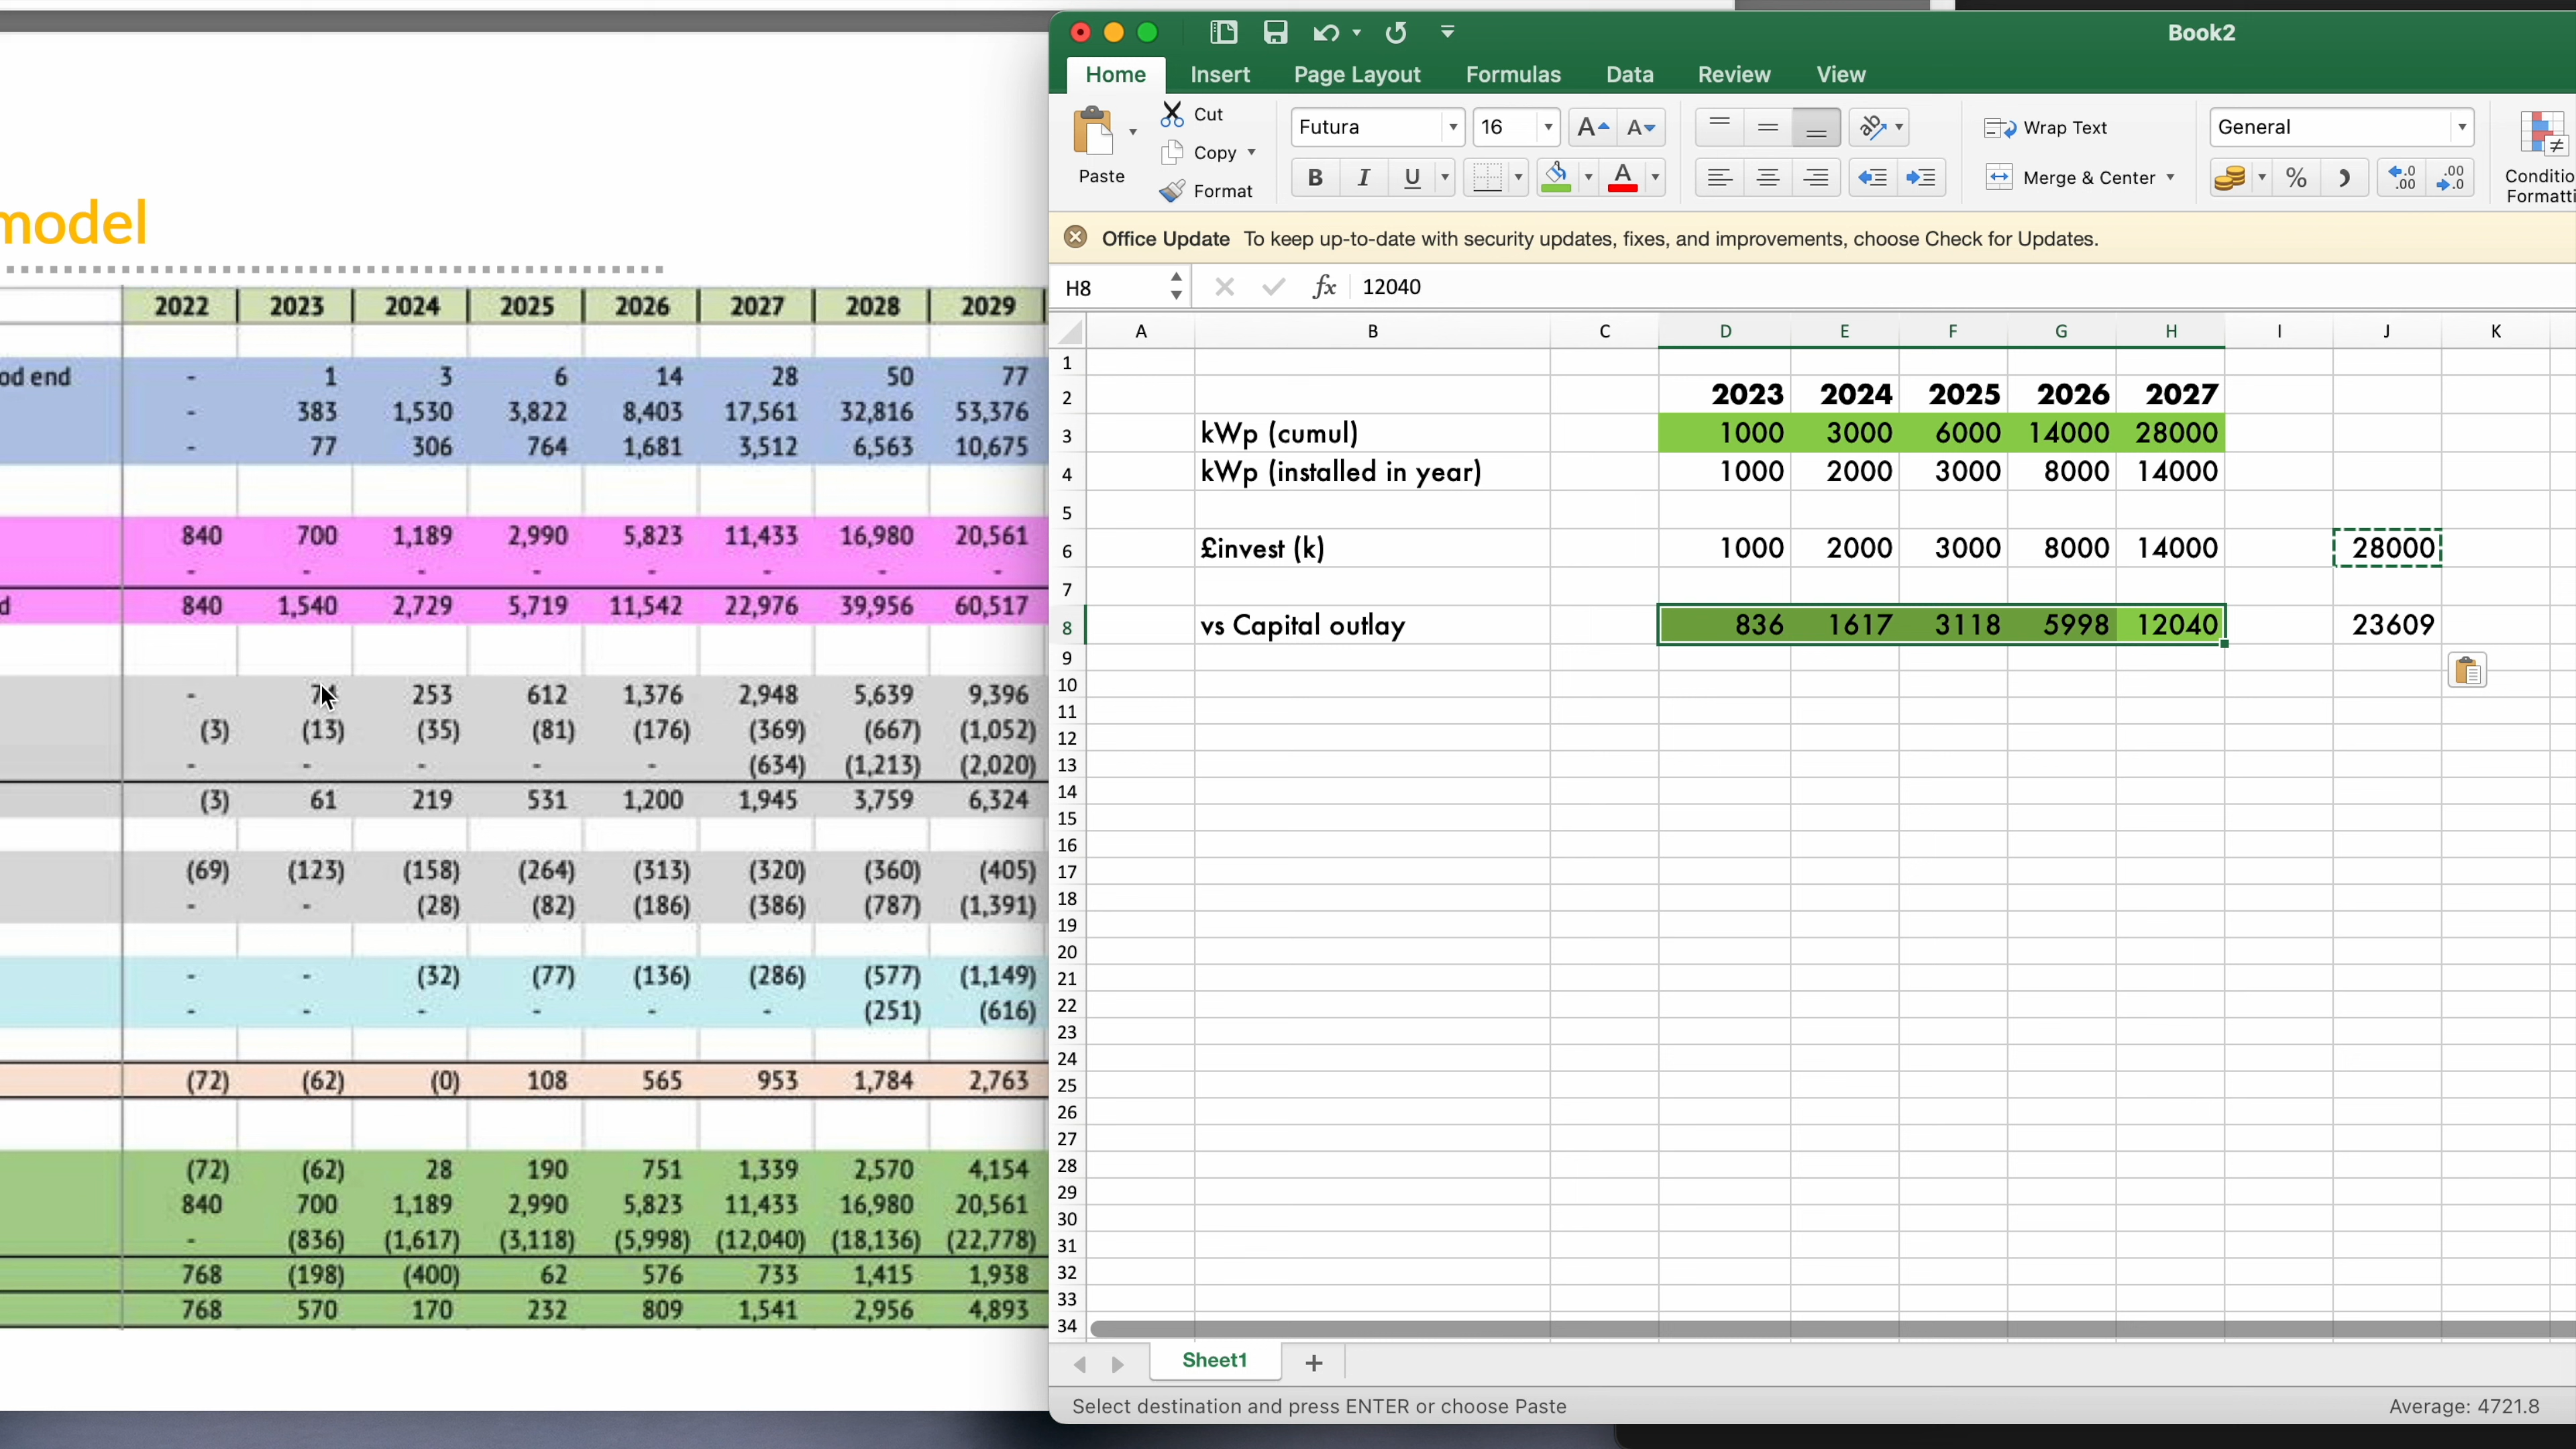 model
2022 2023 2024 2025 2026 2027 2028 2029
od end - 1 3 6 14 28 50 77
- 383 1,530 3,822 8,403 17,561 32,816 53,376
- 77 306 764 1,681 3,512 6,563 10,675
840 700 1,189 2,990 5,823 11,433 16,980 20,561
- - - - - - - -
d 840 1,540 2,729 5,719 11,542 22,976 39,956 60,517
- 253 612 1,376 2,948 5,639 9,396
(3) (13) (35) (81) (176) (369) (667) (1,052)
- - - - - (634) (1,213) (2,020)
(3) 61 219 531 1,200 1,945 3,759 6,324
(69) (123) (158) (264) (313) (320) (360) (405)
- - (28) (82) (186) (386) (787) (1,391)
- - (32) (77) (136) (286) (577) (1,149)
- - - - - - (251) (616)
(72) (62) (0) 108 565 953 1,784 2,763
(72) (62) 28 190 751 1,339 2,570 4,154
840 700 1,189 2,990 5,823 11,433 16,980 20,561
- (836) (1,617) (3,118) (5,998) (12,040) (18,136) (22,778)
768 (198) (400) 62 576 733 1,415 1,938
768 570 170 232 809 1,541 2,956 4,893
Book2
Home Insert Page Layout Formulas Data Review View
Paste
Cut
Copy
Format
Futura 16
B I U
Wrap Text
Merge & Center
General
%
Conditio
Formatti
Office Update To keep up-to-date with security updates, fixes, and improvements, choose Check for Updates.
H8 fx 12040
A B C D E F G H I J K
1
2 2023 2024 2025 2026 2027
3 kWp (cumul) 1000 3000 6000 14000 28000
4 kWp (installed in year) 1000 2000 3000 8000 14000
5
6 £invest (k) 1000 2000 3000 8000 14000 28000
7
8 vs Capital outlay 836 1617 3118 5998 12040 23609
9
10
11
12
13
14
15
16
17
18
19
20
21
22
23
24
25
26
27
28
29
30
31
32
33
34
Sheet1 +
Select destination and press ENTER or choose Paste Average: 4721.8